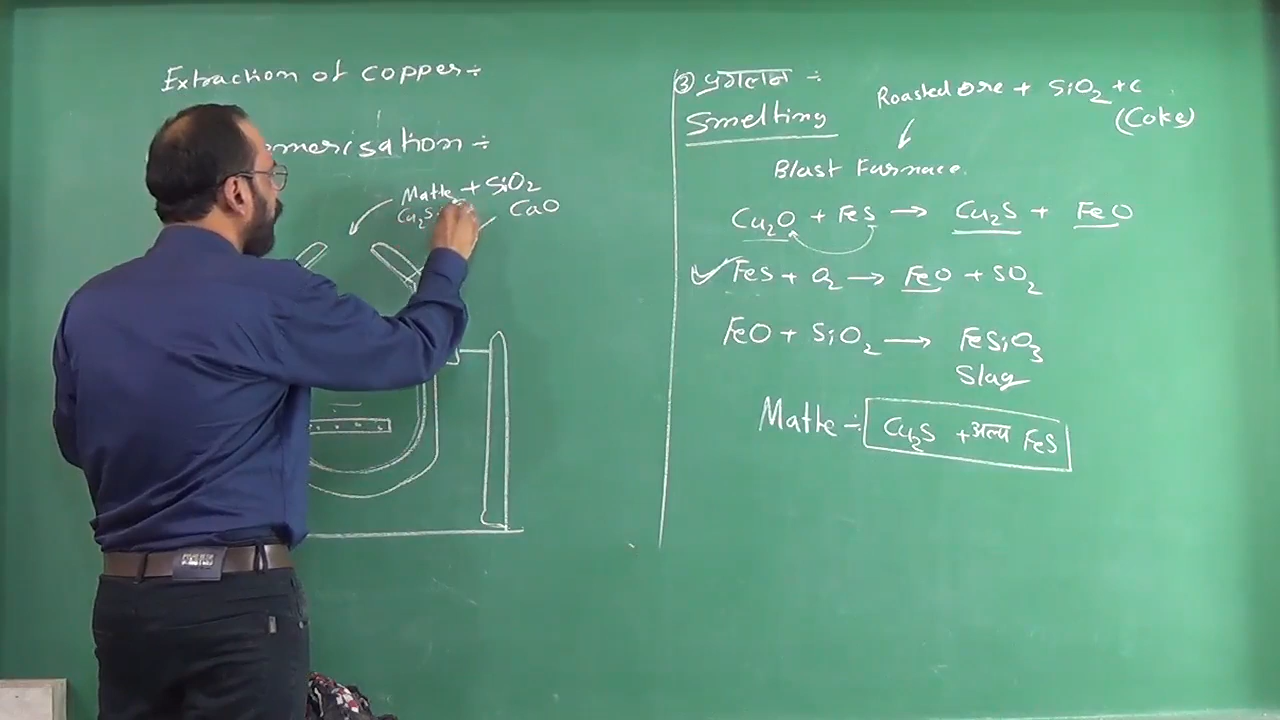 Extraction of copper÷
merisation ÷
Matte + SiO2
Cu2S CaO
③ प्रगलन ÷
Smelting
Roasted Ore + SiO2 + C
(Coke)
Blast Furnace.
Cu2O + FeS → Cu2S + FeO
✓ FeS + O2 → FeO + SO2
FeO + SiO2 → FeSiO3
Slag
Matte ÷ Cu2S + अल्प FeS